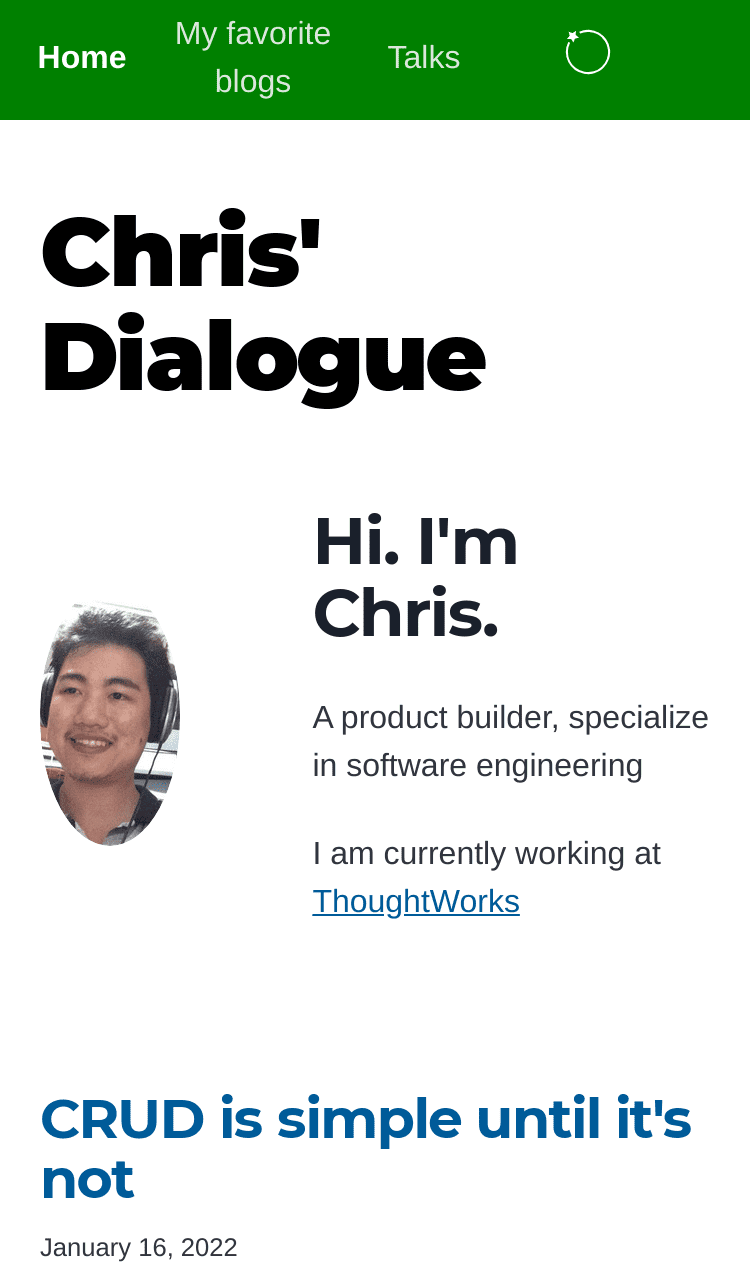 Home
My favorite
blogs
Talks
Chris'
Dialogue
Hi. I'm
Chris.
A product builder, specialize
in software engineering
I am currently working at
ThoughtWorks
CRUD is simple until it's
not
January 16, 2022